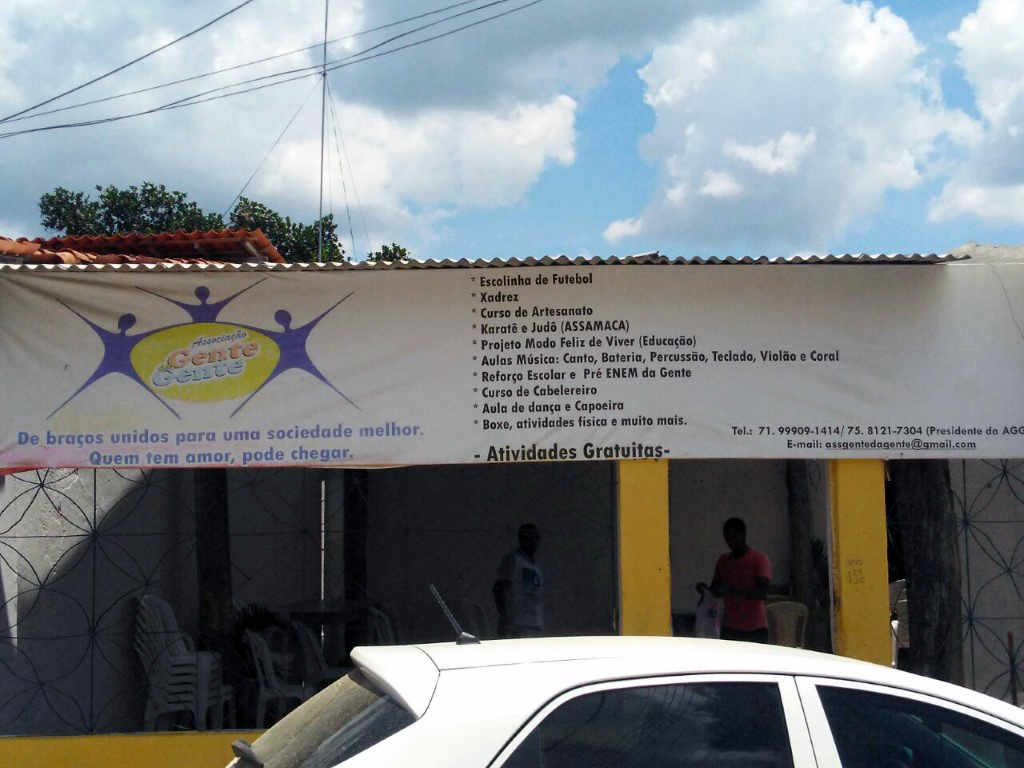 Associação
Gente
da
Gente
De braços unidos para uma sociedade melhor.
Quem tem amor, pode chegar.
* Escolinha de Futebol
* Xadrez
* Curso de Artesanato
* Karatê e Judô (ASSAMACA)
* Projeto Modo Feliz de Viver (Educação)
* Aulas Música: Canto, Bateria, Percussão, Teclado, Violão e Coral
* Reforço Escolar e Pré ENEM da Gente
* Curso de Cabelereiro
* Aula de dança e Capoeira
* Boxe, atividades física e muito mais.
- Atividades Gratuitas-
Tel.: 71. 99909-1414/ 75. 8121-7304 (Presidente da AGG
E-mail: assgentedagente@gmail.com